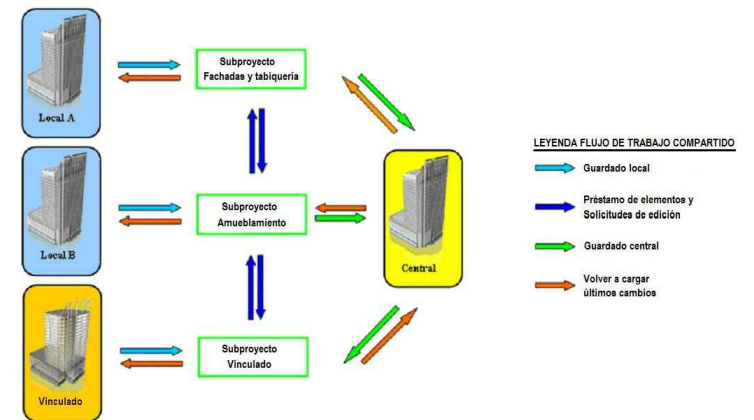 Local A
Subproyecto
Fachadas y tabiquería
Local B
Subproyecto
Amueblamiento
Central
Vinculado
Subproyecto
Vinculado
LEYENDA FLUJO DE TRABAJO COMPARTIDO
Guardado local
Préstamo de elementos y
Solicitudes de edición
Guardado central
Volver a cargar
últimos cambios